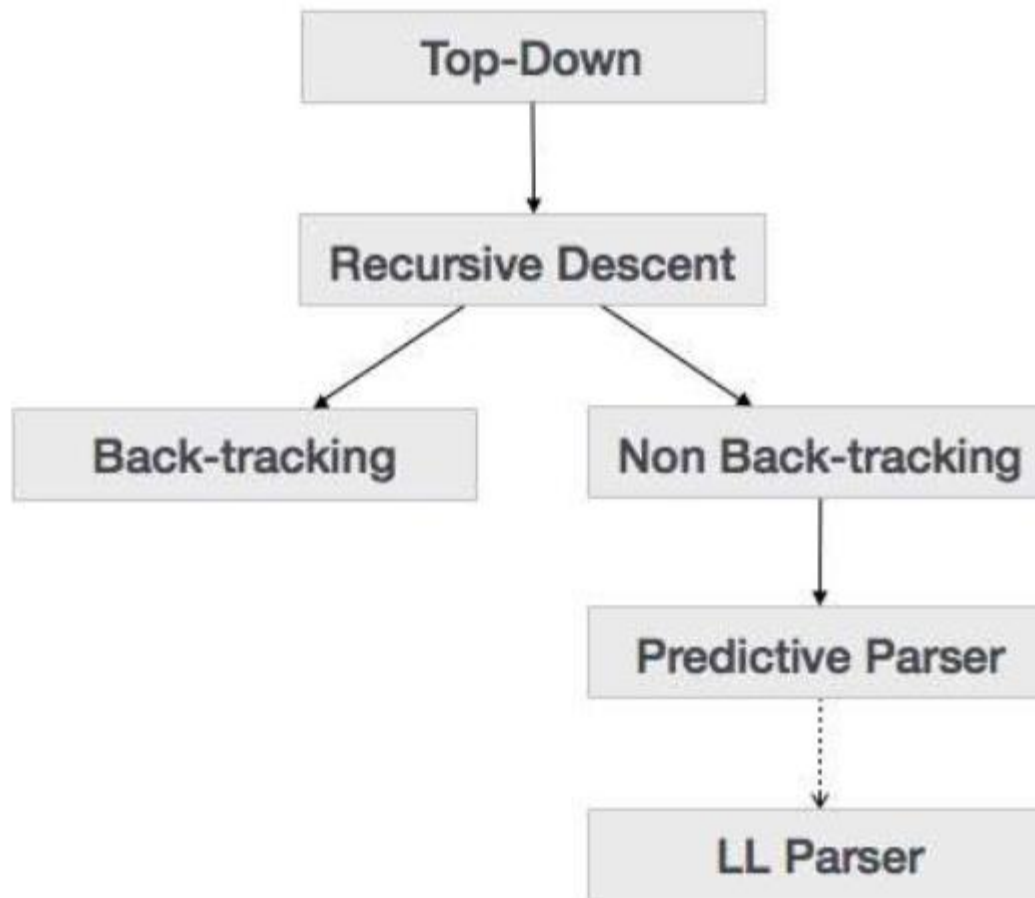 Top-Down
Recursive Descent
Back-tracking
Non Back-tracking
Predictive Parser
LL Parser